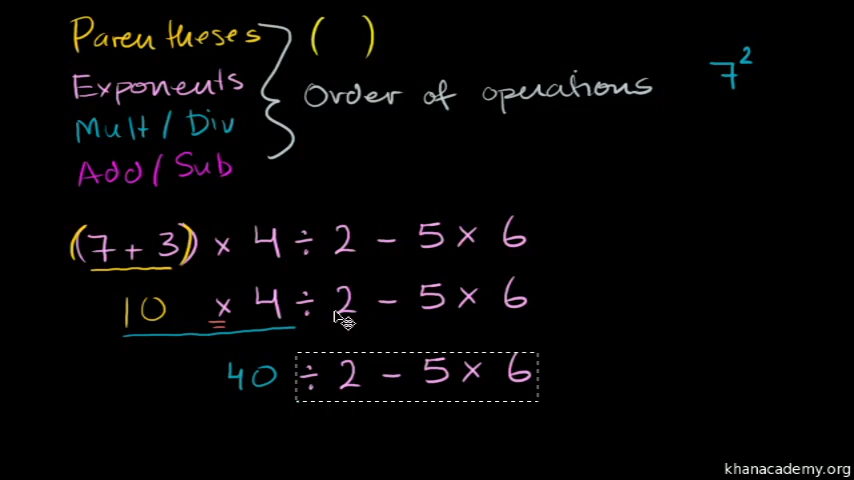 Parentheses ( )
Exponents Order of operations 7²
Mult / Div
Add / Sub
(7 + 3) × 4 ÷ 2 − 5 × 6
10 × 4 ÷ 2 − 5 × 6
40 ÷ 2 − 5 × 6
khanacademy.org